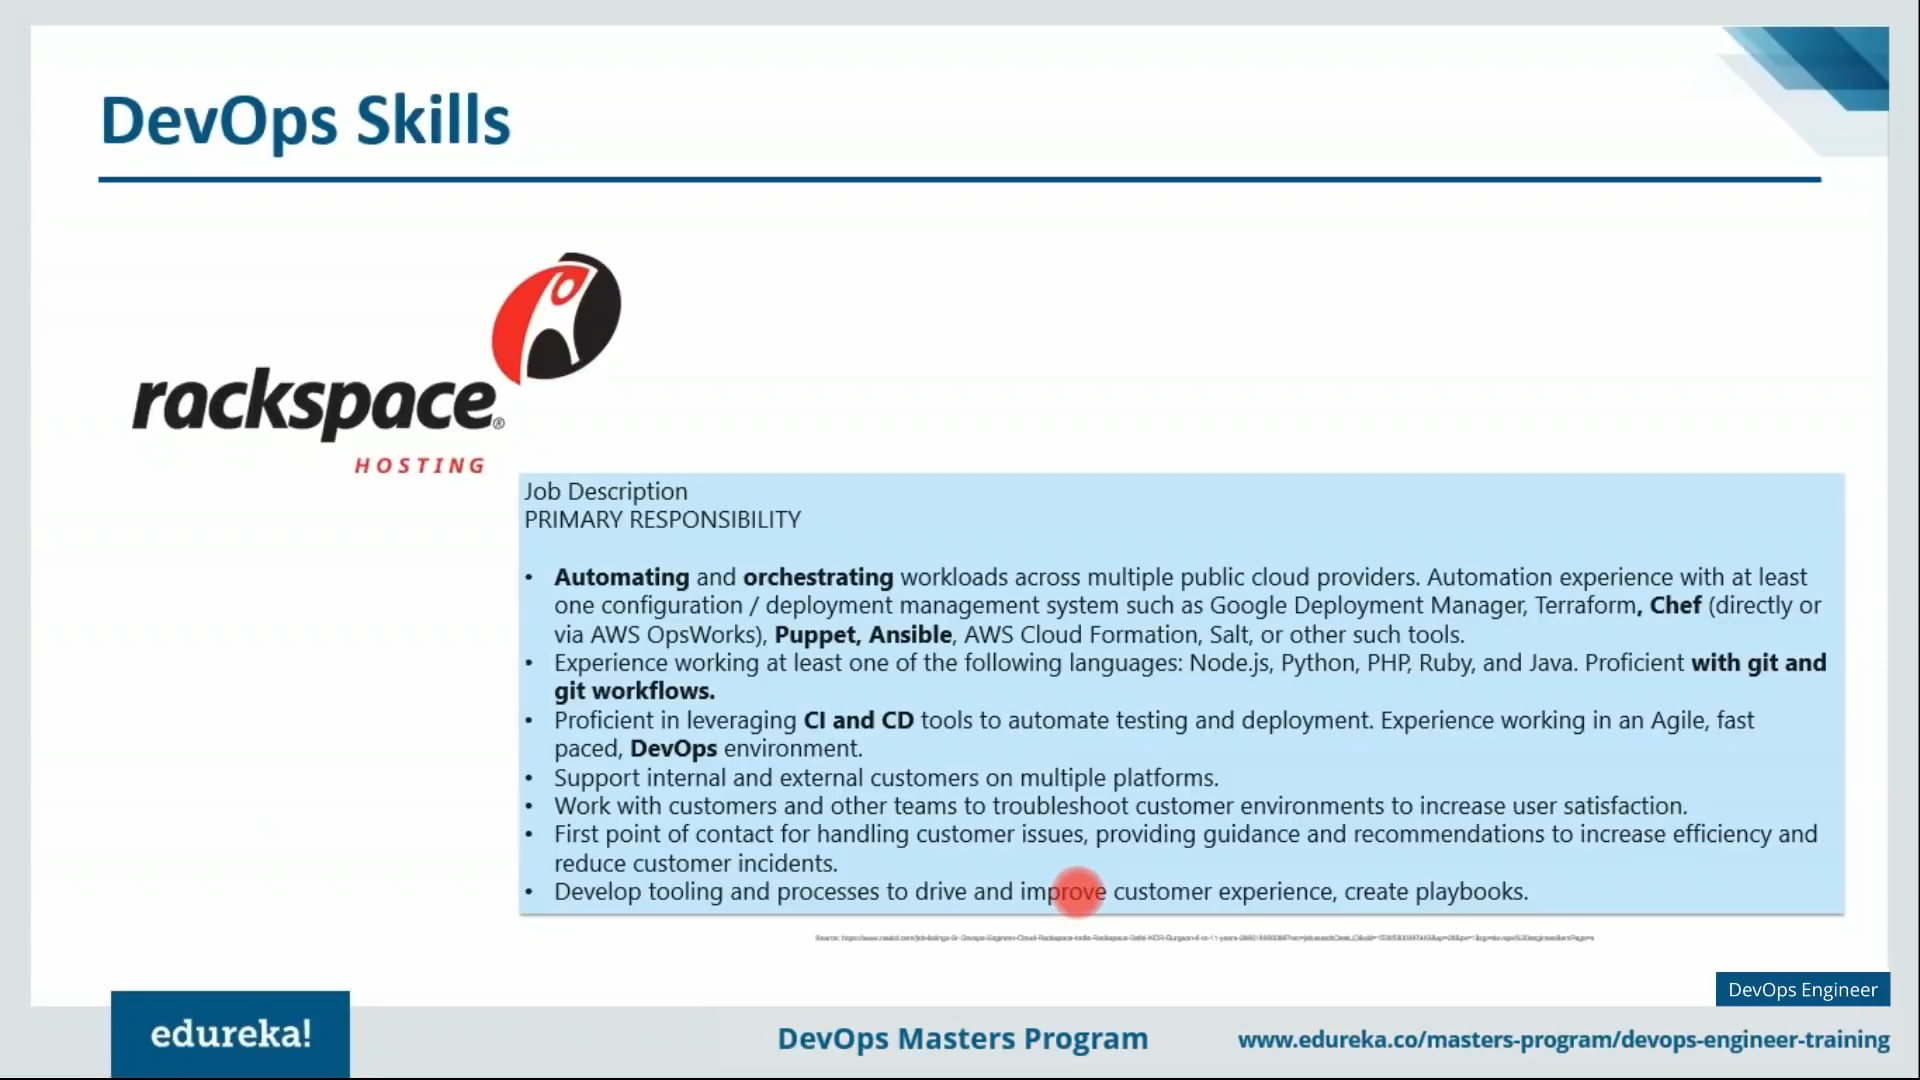 DevOps Skills
rackspace®
HOSTING
Job Description
PRIMARY RESPONSIBILITY
• Automating and orchestrating workloads across multiple public cloud providers. Automation experience with at least
one configuration / deployment management system such as Google Deployment Manager, Terraform, Chef (directly or
via AWS OpsWorks), Puppet, Ansible, AWS Cloud Formation, Salt, or other such tools.
• Experience working at least one of the following languages: Node.js, Python, PHP, Ruby, and Java. Proficient with git and
git workflows.
• Proficient in leveraging CI and CD tools to automate testing and deployment. Experience working in an Agile, fast
paced, DevOps environment.
• Support internal and external customers on multiple platforms.
• Work with customers and other teams to troubleshoot customer environments to increase user satisfaction.
• First point of contact for handling customer issues, providing guidance and recommendations to increase efficiency and
reduce customer incidents.
• Develop tooling and processes to drive and improve customer experience, create playbooks.
Source:
DevOps Engineer
edureka!
DevOps Masters Program
www.edureka.co/masters-program/devops-engineer-training